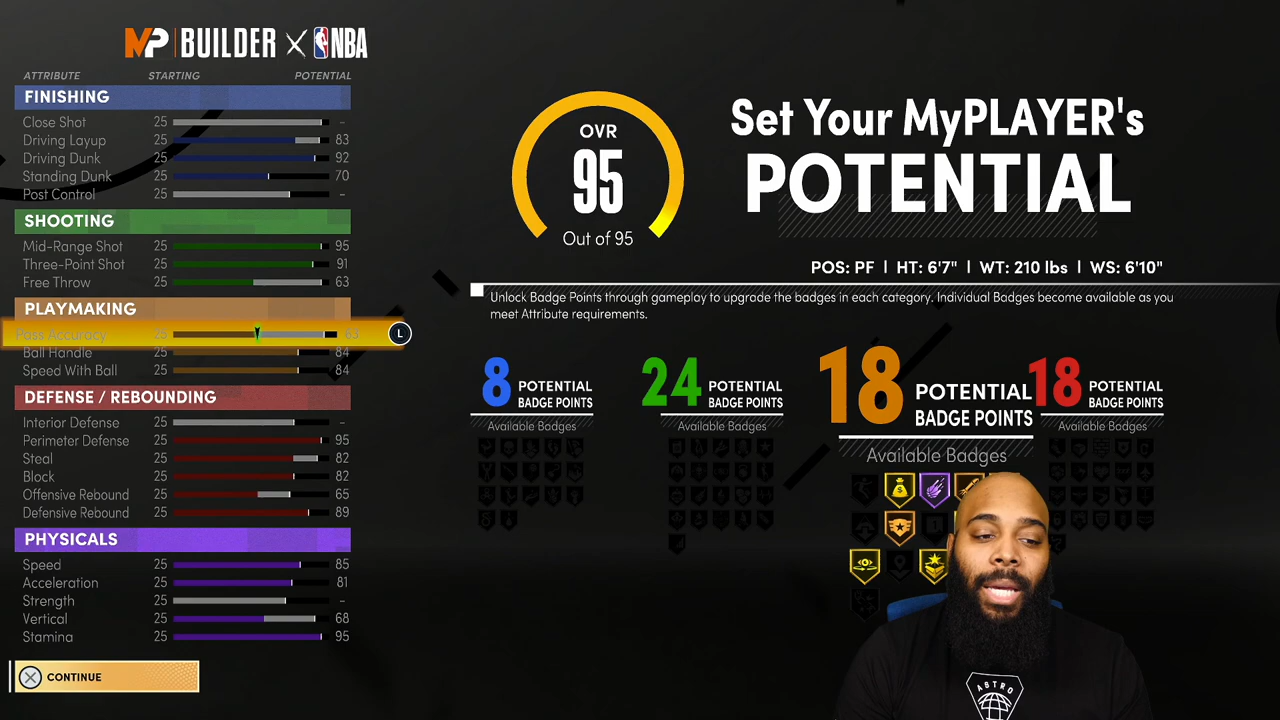 MP BUILDER X NBA
ATTRIBUTE STARTING POTENTIAL
FINISHING
Close Shot 25 -
Driving Layup 25 83
Driving Dunk 25 92
Standing Dunk 25 70
Post Control 25 -
SHOOTING
Mid-Range Shot 25 95
Three-Point Shot 25 91
Free Throw 25 63
PLAYMAKING
Pass Accuracy 25
L
Ball Handle 25 84
Speed With Ball 25 84
DEFENSE / REBOUNDING
Interior Defense 25 -
Perimeter Defense 25 95
Steal 25 82
Block 25 82
Offensive Rebound 25 65
Defensive Rebound 25 89
PHYSICALS
Speed 25 85
Acceleration 25 81
Strength 25 -
Vertical 25 68
Stamina 25 95
CONTINUE
OVR
95
Out of 95
Set Your MyPLAYER's
POTENTIAL
POS: PF | HT: 6'7" | WT: 210 lbs | WS: 6'10"
Unlock Badge Points through gameplay to upgrade the badges in each category. Individual Badges become available as you
meet Attribute requirements.
8 POTENTIAL BADGE POINTS
Available Badges
24 POTENTIAL BADGE POINTS
Available Badges
18 POTENTIAL BADGE POINTS
Available Badges
18 POTENTIAL BADGE POINTS
Available Badges
ASTRO